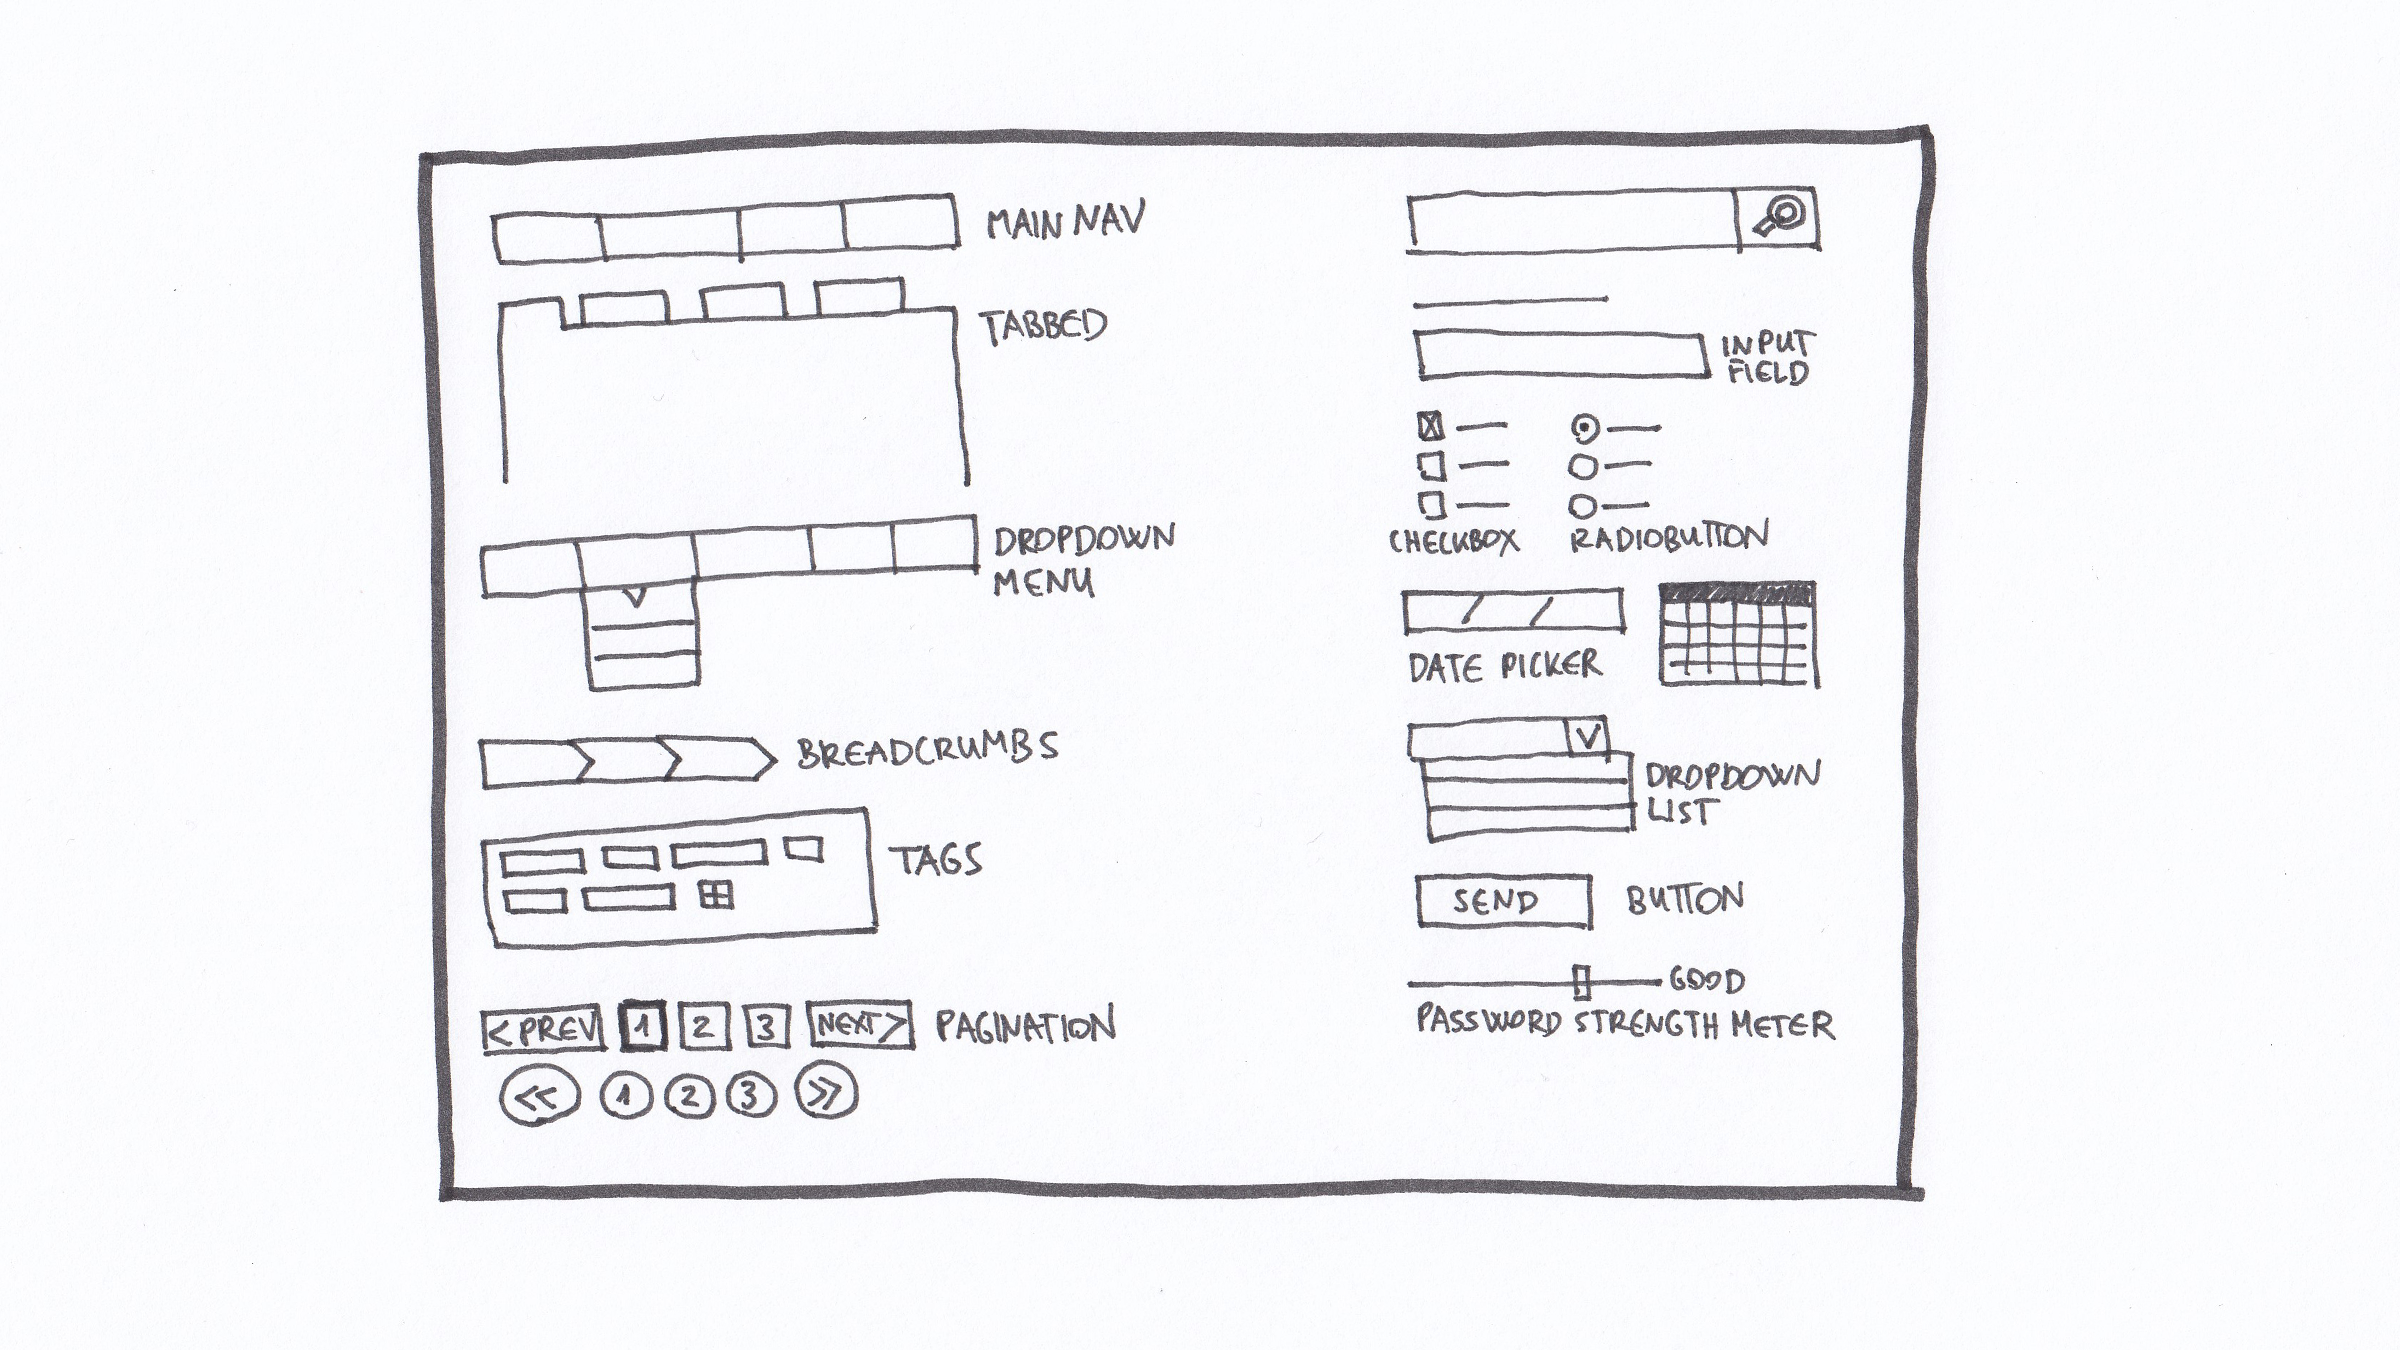 MAIN NAV
TABBED
DROPDOWN
MENU
BREADCRUMBS
TAGS
< PREV 1 2 3 NEXT > PAGINATION
<< 1 2 3 >>
INPUT
FIELD
CHECKBOX RADIOBUTTON
DATE PICKER
DROPDOWN
LIST
SEND BUTTON
GOOD
PASSWORD STRENGTH METER